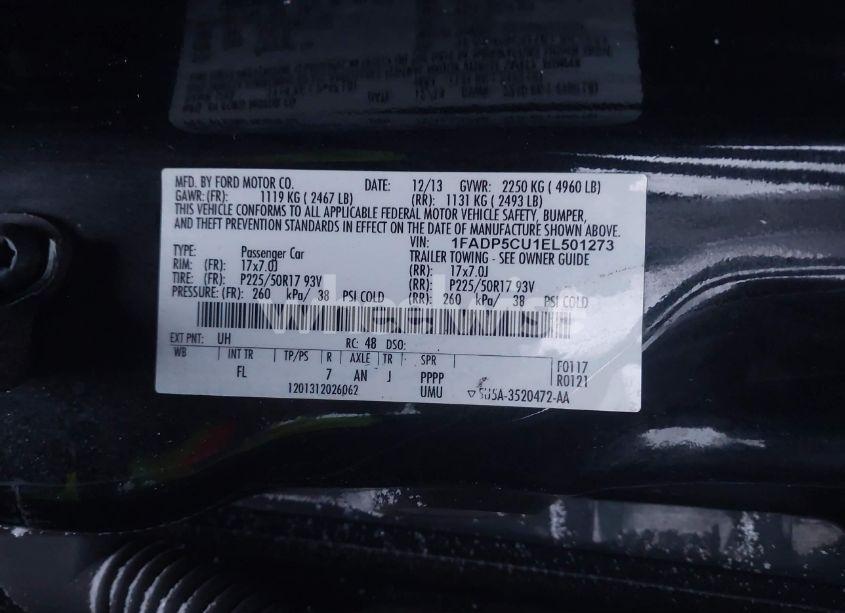 MFD. BY FORD MOTOR CO. DATE: 12/13 GVWR: 2250 KG ( 4960 LB)
GAWR: (FR): 1119 KG ( 2467 LB) (RR): 1131 KG ( 2493 LB)
THIS VEHICLE CONFORMS TO ALL APPLICABLE FEDERAL MOTOR VEHICLE SAFETY, BUMPER,
AND THEFT PREVENTION STANDARDS IN EFFECT ON THE DATE OF MANUFACTURE SHOWN ABOVE.
VIN: 1FADP5CU1EL501273
TYPE: Passenger Car TRAILER TOWING - SEE OWNER GUIDE
RIM: (FR): 17x7.0J (RR): 17x7.0J
TIRE: (FR): P225/50R17 93V (RR): P225/50R17 93V
PRESSURE: (FR): 260 kPa/ 38 PSI COLD (RR): 260 kPa/ 38 PSI COLD
EXT PNT: UH RC: 48 DSO:
WB INT TR TP/PS R AXLE TR SPR F0117
FL 7 AN J PPPP R0121
1201312026062 UMU 5U5A-3520472-AA